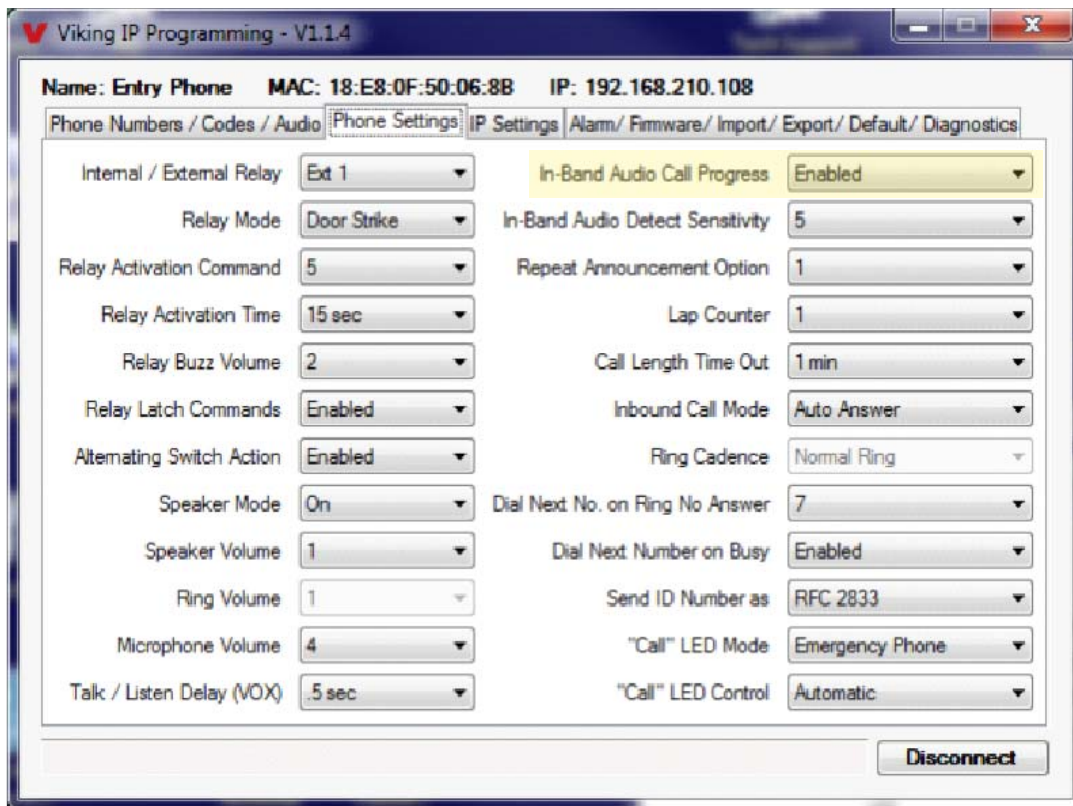 Viking IP Programming - V1.1.4
Name: Entry Phone MAC: 18:E8:0F:50:06:8B IP: 192.168.210.108
Phone Numbers / Codes / Audio Phone Settings IP Settings Alarm/ Firmware/ Import/ Export/ Default/ Diagnostics
Internal / External Relay Ext 1 In-Band Audio Call Progress Enabled
Relay Mode Door Strike In-Band Audio Detect Sensitivity 5
Relay Activation Command 5 Repeat Announcement Option 1
Relay Activation Time 15 sec Lap Counter 1
Relay Buzz Volume 2 Call Length Time Out 1 min
Relay Latch Commands Enabled Inbound Call Mode Auto Answer
Alternating Switch Action Enabled Ring Cadence Normal Ring
Speaker Mode On Dial Next No. on Ring No Answer 7
Speaker Volume 1 Dial Next Number on Busy Enabled
Ring Volume 1 Send ID Number as RFC 2833
Microphone Volume 4 "Call" LED Mode Emergency Phone
Talk / Listen Delay (VOX) .5 sec "Call" LED Control Automatic
Disconnect